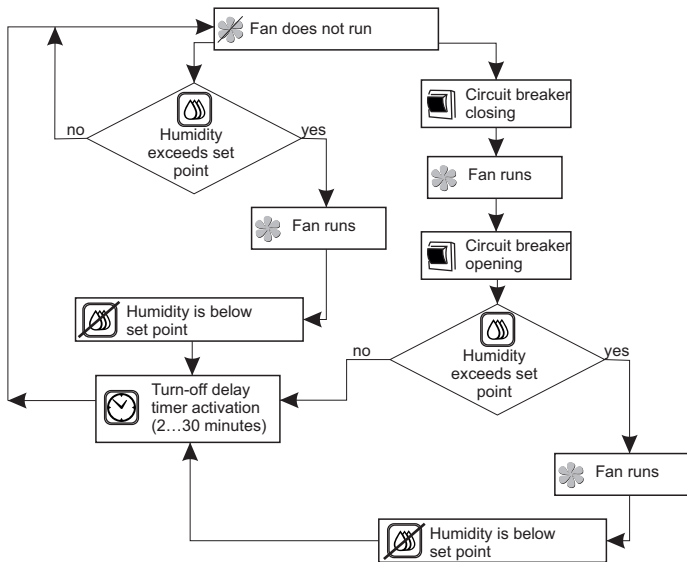 Fan does not run
Humidity
exceeds set
point
no
yes
Fan runs
Humidity is below
set point
Turn-off delay
timer activation
(2...30 minutes)
Circuit breaker
closing
Fan runs
Circuit breaker
opening
no
Humidity
exceeds set
point
yes
Fan runs
Humidity is below
set point